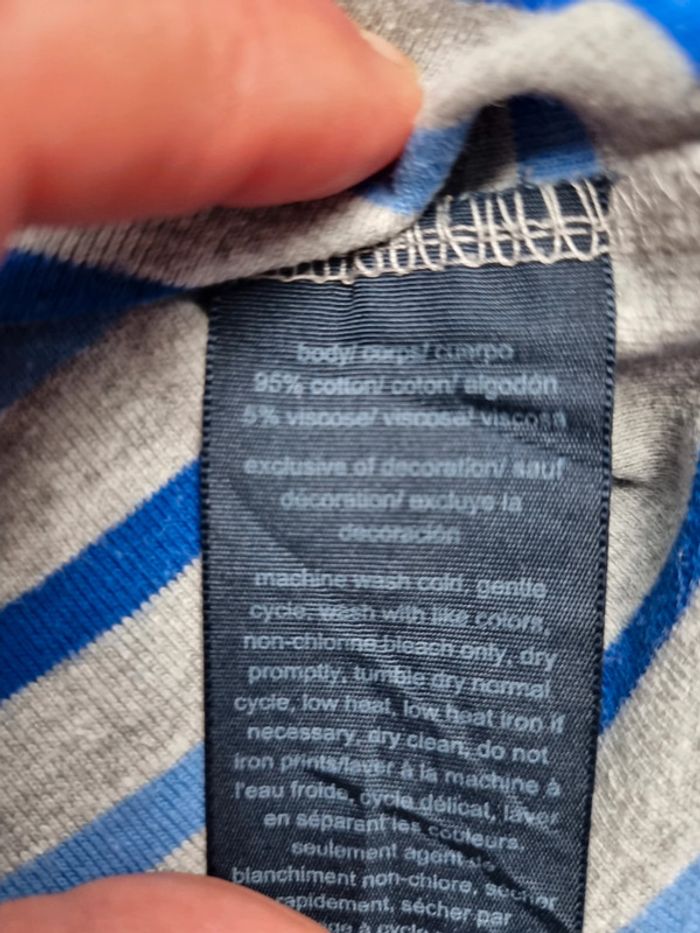 body/ corps/ cuerpo
95% cotton/ coton/ algodón
5% viscose/ viscose/ viscosa
exclusive of decoration/ sauf
décoration/ excluye la
decoración
machine wash cold, gentle
cycle, wash with like colors,
non-chlorine bleach only, dry
promptly, tumble dry normal
cycle, low heat, low heat iron if
necessary, dry clean, do not
iron prints/laver à la machine à
l'eau froide, cycle délicat, laver
en séparant les couleurs,
seulement agent de
blanchiment non-chlore, sécher
rapidement, sécher par
à cycle